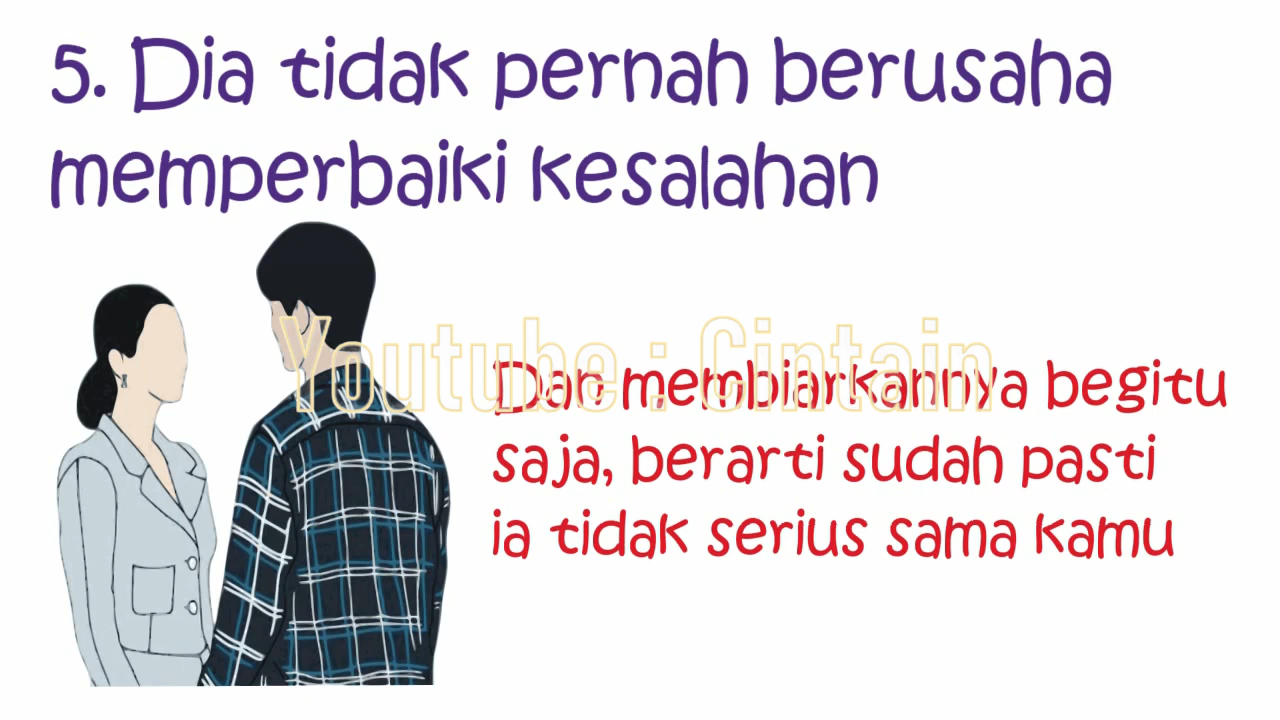 5. Dia tidak pernah berusaha
memperbaiki kesalahan
Youtube : Cintain
Dan membiarkannya begitu
saja, berarti sudah pasti
ia tidak serius sama kamu